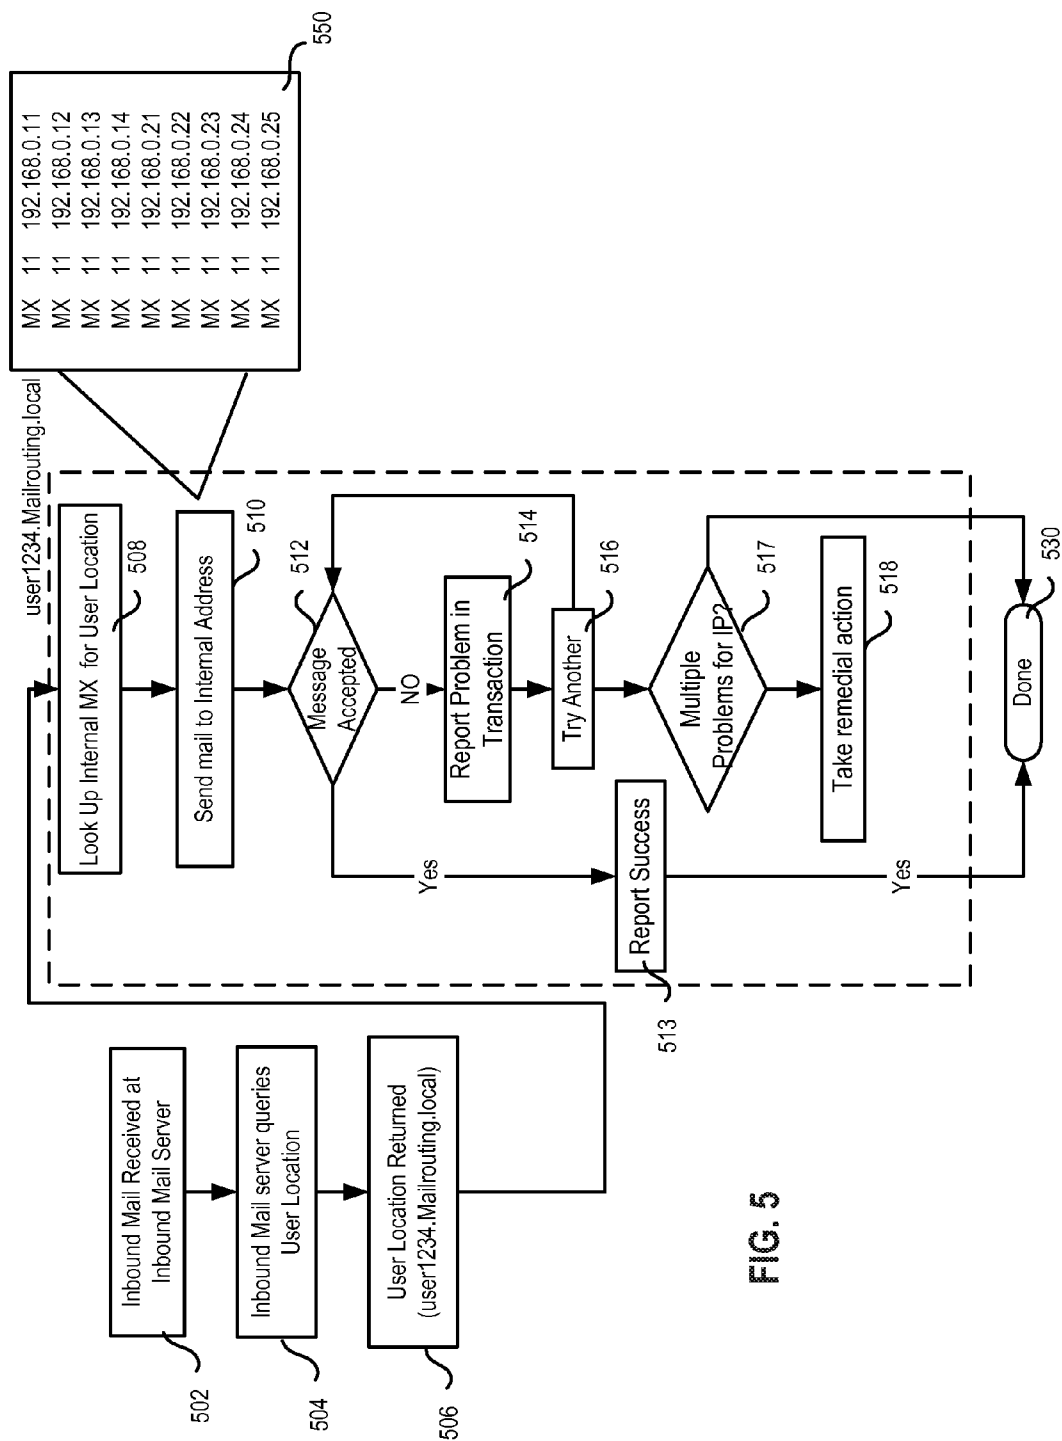 Inbound Mail Received at
Inbound Mail Server
502
Inbound Mail server queries
User Location
504
User Location Returned
(user1234.Mailrouting.local)
506
user1234.Mailrouting.local
Look Up Internal MX for User Location
508
Send mail to Internal Address
510
MX 11 192.168.0.11
MX 11 192.168.0.12
MX 11 192.168.0.13
MX 11 192.168.0.14
MX 11 192.168.0.21
MX 11 192.168.0.22
MX 11 192.168.0.23
MX 11 192.168.0.24
MX 11 192.168.0.25
550
Message
Accepted
512
Yes
NO
Report Problem in
Transaction
514
Try Another
516
Report Success
513
Multiple
Problems for IP?
517
Take remedial action
518
Yes
Done
530
FIG. 5